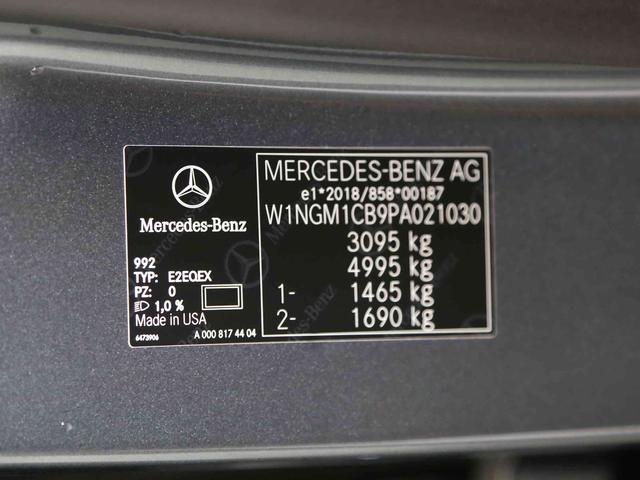 Mercedes-Benz
992
TYP: E2EQEX
PZ: 0
1,0 %
Made in USA
6473906
A 000 817 44 04
MERCEDES-BENZ AG
e1*2018/858*00187
W1NGM1CB9PA021030
3095 kg
4995 kg
1- 1465 kg
2- 1690 kg